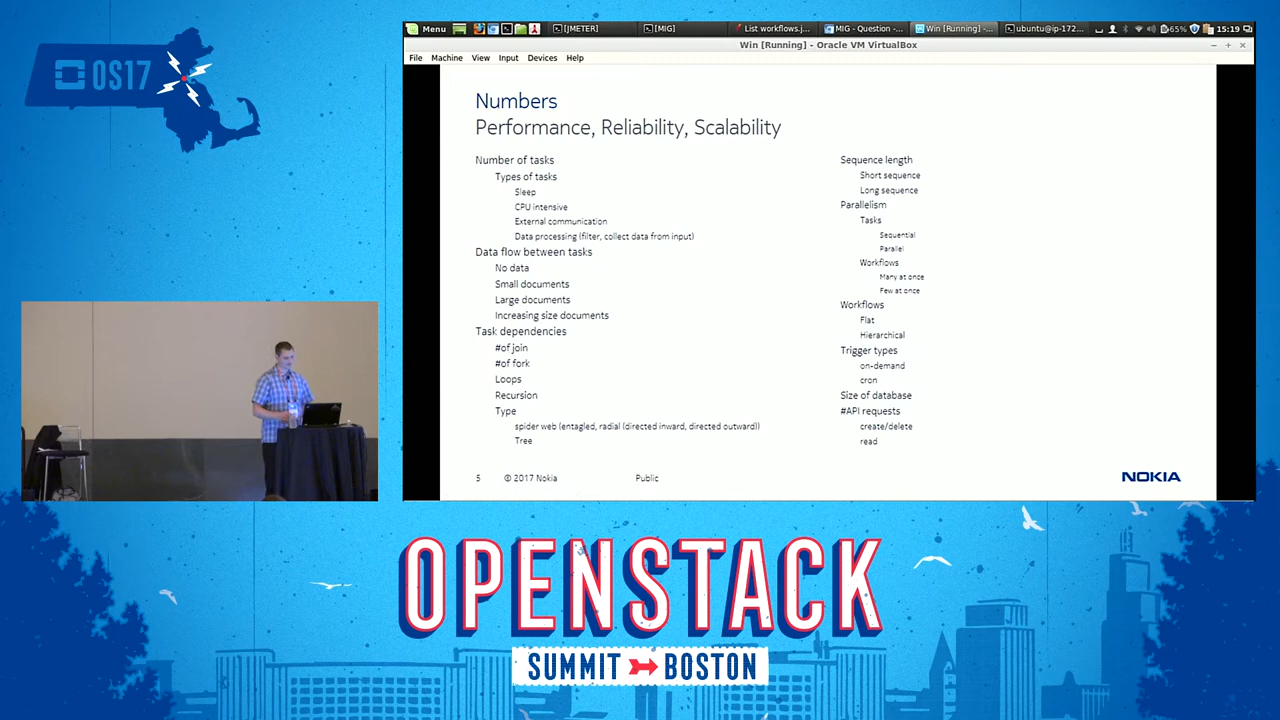 OS17
Menu
[JMETER]
[MIG]
List workflows.j...
MIG - Question -...
Win [Running] -...
ubuntu@ip-172...
65%
15:19
Win [Running] - Oracle VM VirtualBox
File Machine View Input Devices Help
Numbers
Performance, Reliability, Scalability
Number of tasks
Types of tasks
Sleep
CPU intensive
External communication
Data processing (filter, collect data from input)
Data flow between tasks
No data
Small documents
Large documents
Increasing size documents
Task dependencies
#of join
#of fork
Loops
Recursion
Type
spider web (entagled, radial (directed inward, directed outward))
Tree
Sequence length
Short sequence
Long sequence
Parallelism
Tasks
Sequential
Parallel
Workflows
Many at once
Few at once
Workflows
Flat
Hierarchical
Trigger types
on-demand
cron
Size of database
#API requests
create/delete
read
5 © 2017 Nokia Public
NOKIA
OPENSTACK
SUMMIT BOSTON